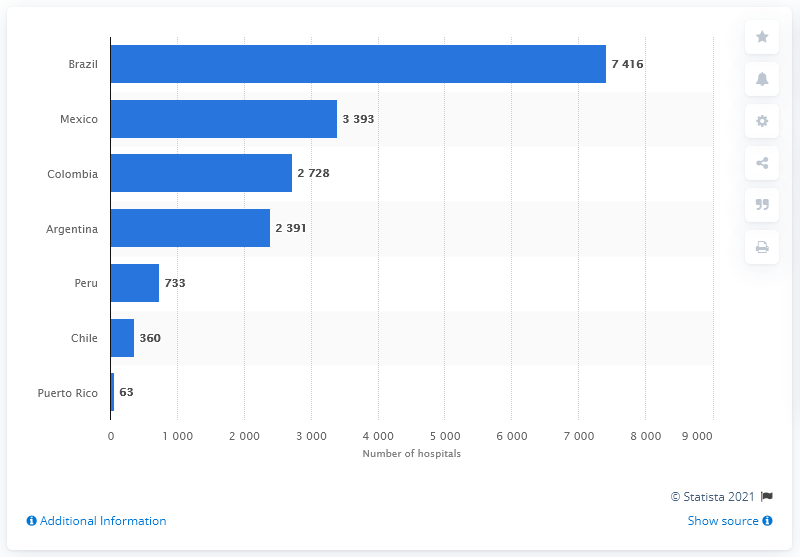 Brazil 7 416
Mexico 3 393
Colombia 2 728
Argentina 2 391
Peru 733
Chile 360
Puerto Rico 63
0 1 000 2 000 3 000 4 000 5 000 6 000 7 000 8 000 9 000
Number of hospitals
© Statista 2021
Additional Information Show source